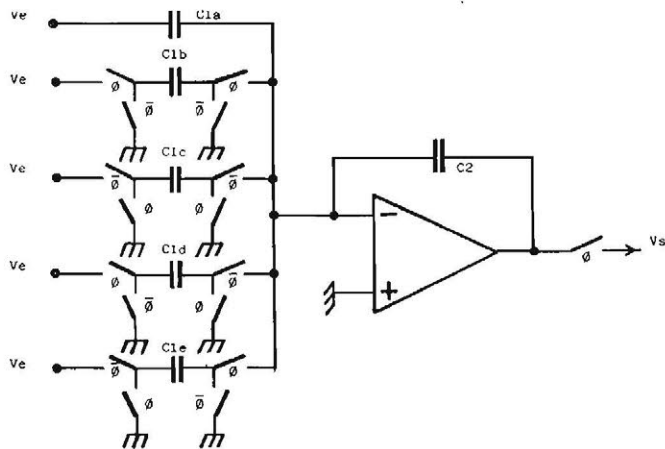 Ve C1a
C1b
Ve ø ø
ø̄ ø̄
C1c
Ve ø̄ ø̄
ø ø
C2
−
Vs
ø
+
C1d
Ve ø ø̄
ø̄ ø
C1e
Ve ø̄ ø
ø ø̄